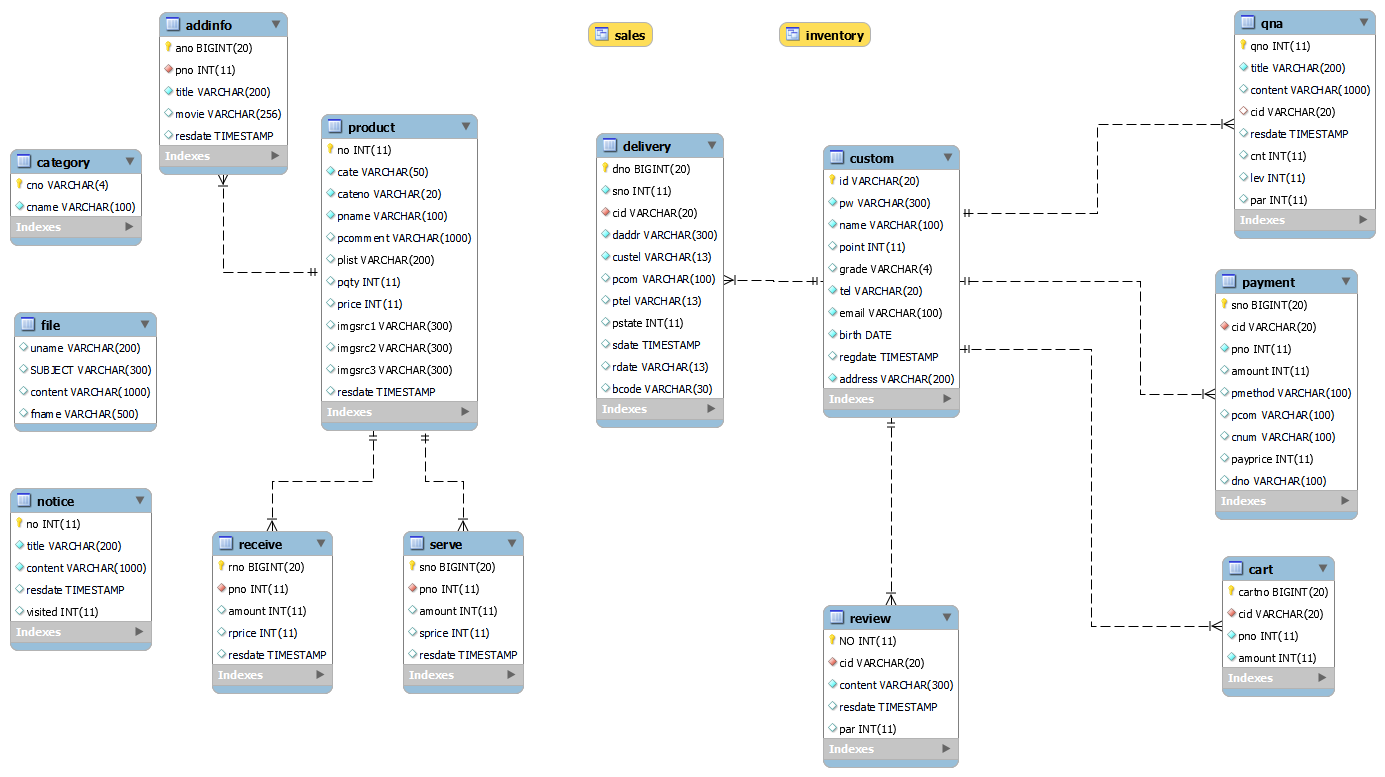 addinfo
ano BIGINT(20)
pno INT(11)
title VARCHAR(200)
movie VARCHAR(256)
resdate TIMESTAMP
Indexes
category
cno VARCHAR(4)
cname VARCHAR(100)
Indexes
file
uname VARCHAR(200)
SUBJECT VARCHAR(300)
content VARCHAR(1000)
fname VARCHAR(500)
notice
no INT(11)
title VARCHAR(200)
content VARCHAR(1000)
resdate TIMESTAMP
visited INT(11)
Indexes
product
no INT(11)
cate VARCHAR(50)
cateno VARCHAR(20)
pname VARCHAR(100)
pcomment VARCHAR(1000)
plist VARCHAR(200)
pqty INT(11)
price INT(11)
imgsrc1 VARCHAR(300)
imgsrc2 VARCHAR(300)
imgsrc3 VARCHAR(300)
resdate TIMESTAMP
Indexes
receive
rno BIGINT(20)
pno INT(11)
amount INT(11)
rprice INT(11)
resdate TIMESTAMP
Indexes
serve
sno BIGINT(20)
pno INT(11)
amount INT(11)
sprice INT(11)
resdate TIMESTAMP
Indexes
sales
inventory
delivery
dno BIGINT(20)
sno INT(11)
cid VARCHAR(20)
daddr VARCHAR(300)
custel VARCHAR(13)
pcom VARCHAR(100)
ptel VARCHAR(13)
pstate INT(11)
sdate TIMESTAMP
rdate VARCHAR(13)
bcode VARCHAR(30)
Indexes
custom
id VARCHAR(20)
pw VARCHAR(300)
name VARCHAR(100)
point INT(11)
grade VARCHAR(4)
tel VARCHAR(20)
email VARCHAR(100)
birth DATE
regdate TIMESTAMP
address VARCHAR(200)
Indexes
review
NO INT(11)
cid VARCHAR(20)
content VARCHAR(300)
resdate TIMESTAMP
par INT(11)
Indexes
qna
qno INT(11)
title VARCHAR(200)
content VARCHAR(1000)
cid VARCHAR(20)
resdate TIMESTAMP
cnt INT(11)
lev INT(11)
par INT(11)
Indexes
payment
sno BIGINT(20)
cid VARCHAR(20)
pno INT(11)
amount INT(11)
pmethod VARCHAR(100)
pcom VARCHAR(100)
cnum VARCHAR(100)
payprice INT(11)
dno VARCHAR(100)
Indexes
cart
cartno BIGINT(20)
cid VARCHAR(20)
pno INT(11)
amount INT(11)
Indexes